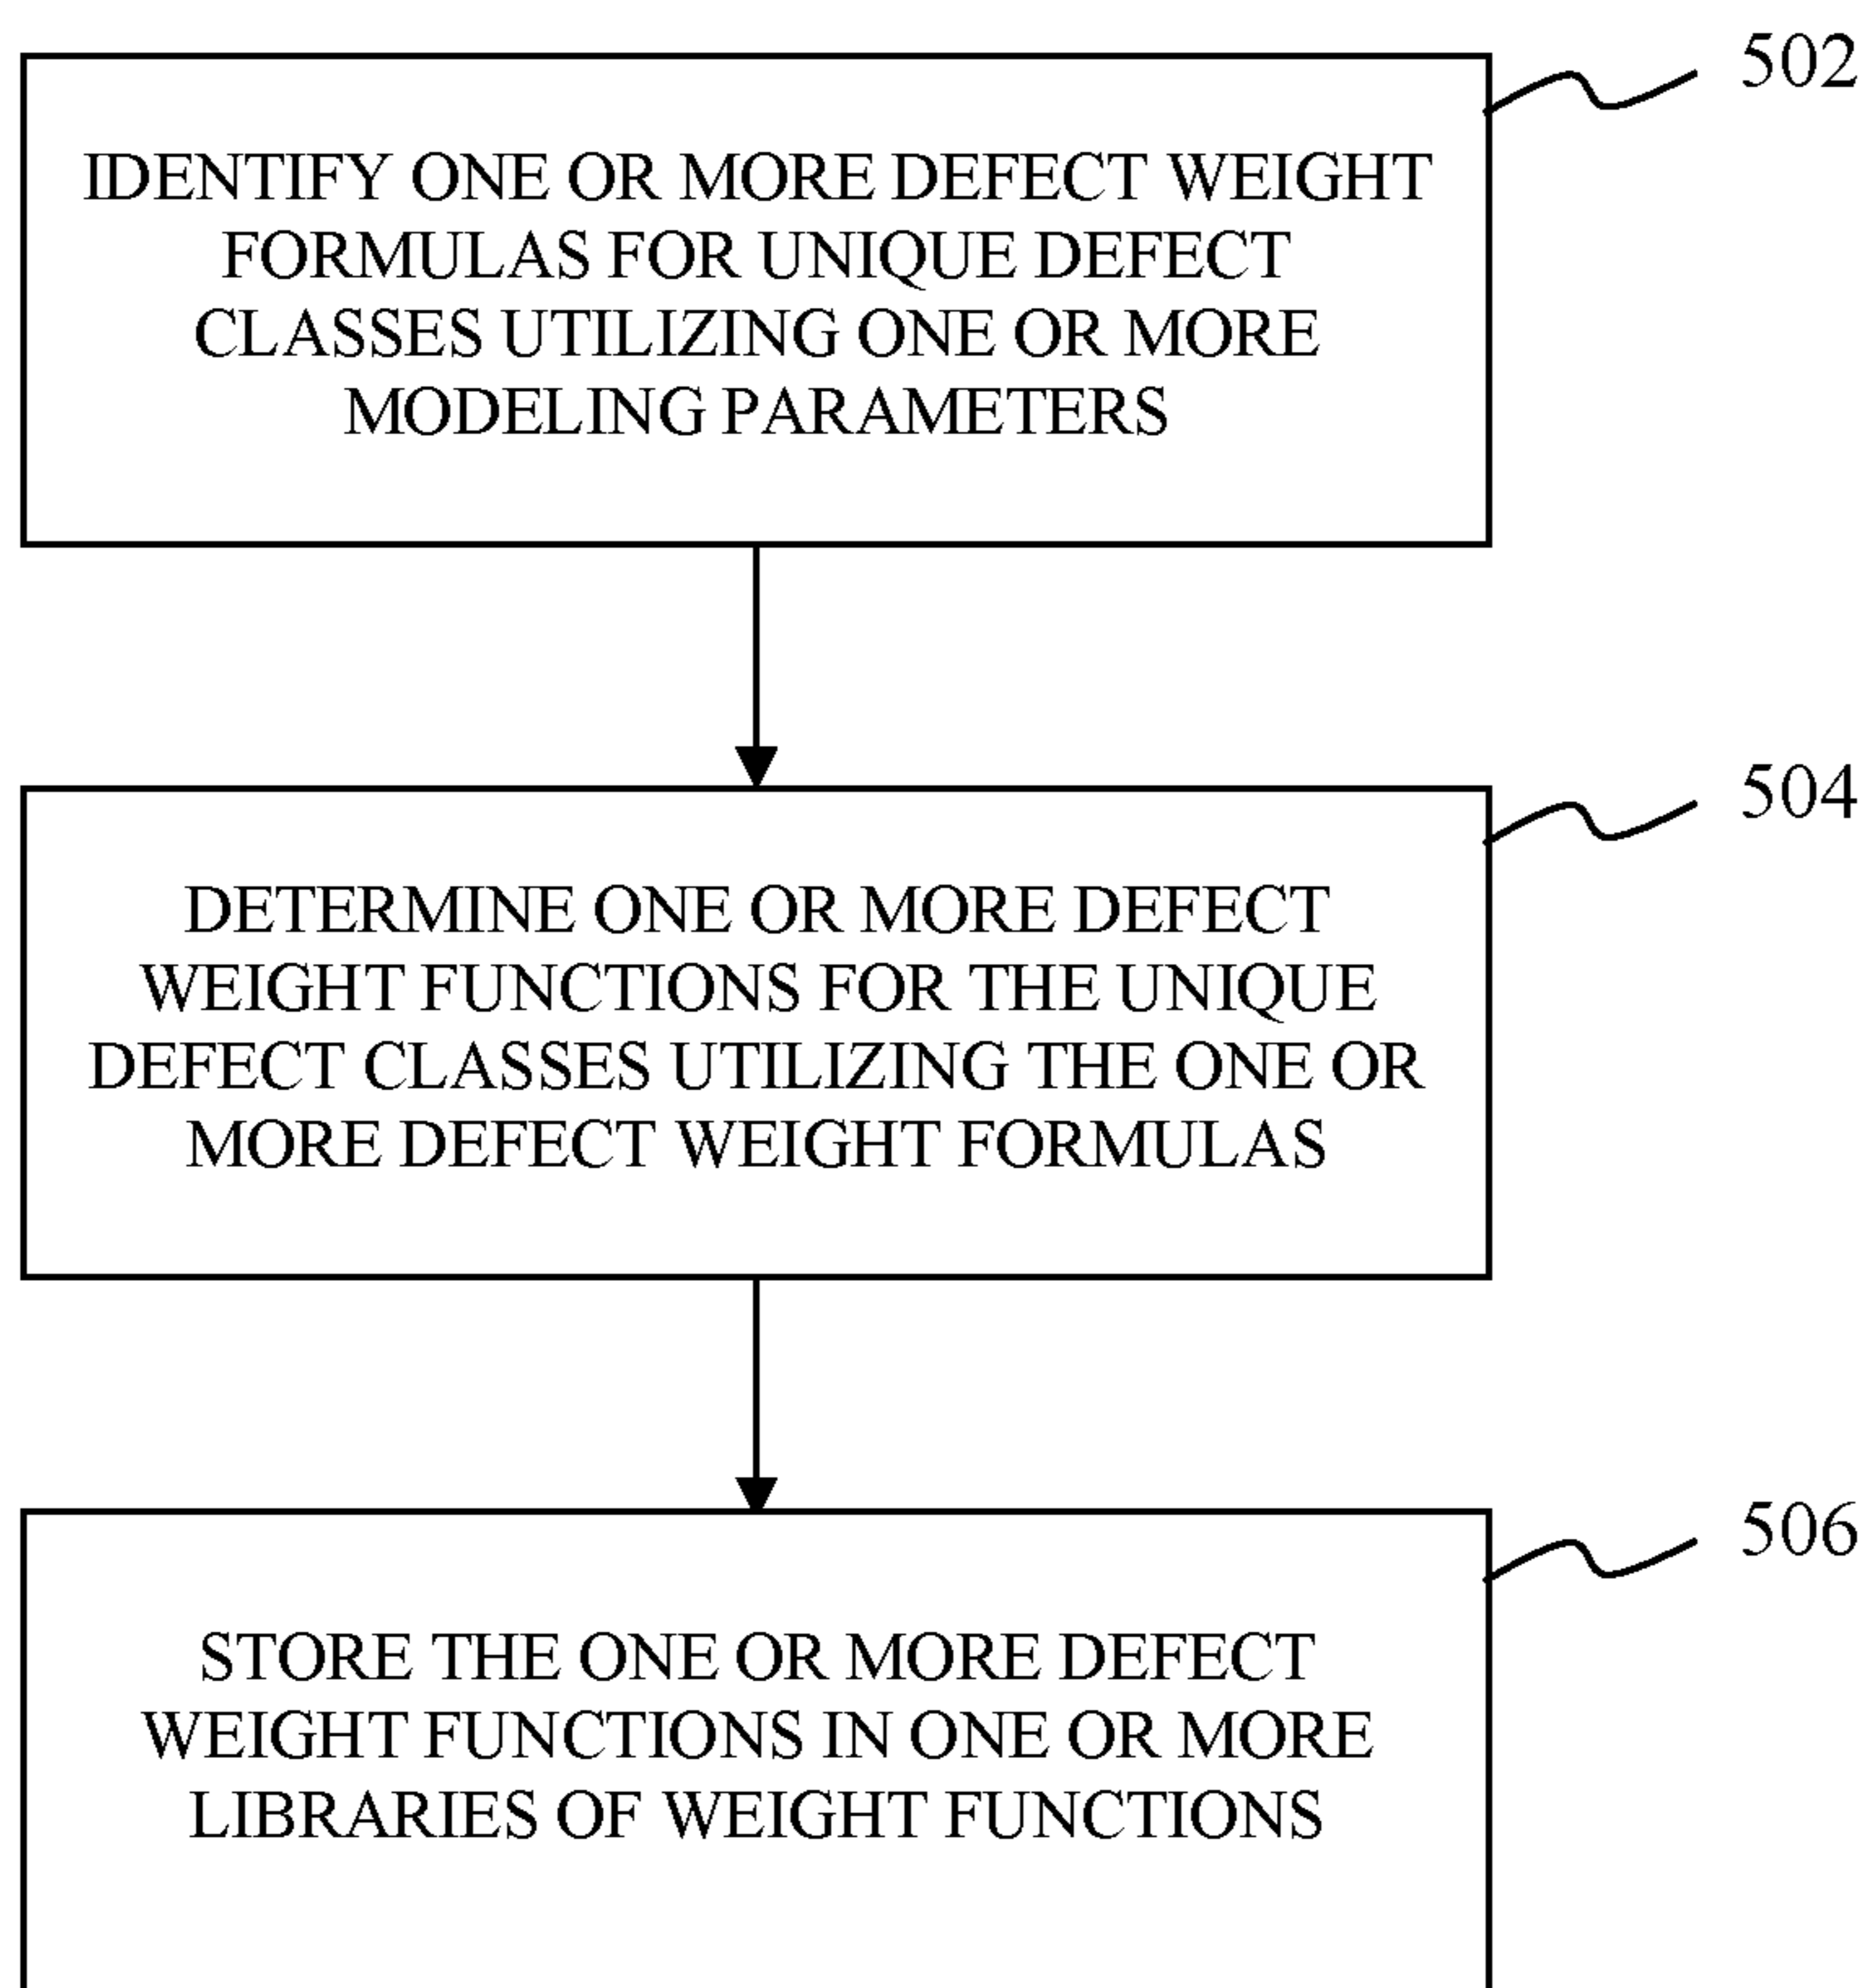 502
IDENTIFY ONE OR MORE DEFECT WEIGHT
FORMULAS FOR UNIQUE DEFECT
CLASSES UTILIZING ONE OR MORE
MODELING PARAMETERS
504
DETERMINE ONE OR MORE DEFECT
WEIGHT FUNCTIONS FOR THE UNIQUE
DEFECT CLASSES UTILIZING THE ONE OR
MORE DEFECT WEIGHT FORMULAS
506
STORE THE ONE OR MORE DEFECT
WEIGHT FUNCTIONS IN ONE OR MORE
LIBRARIES OF WEIGHT FUNCTIONS